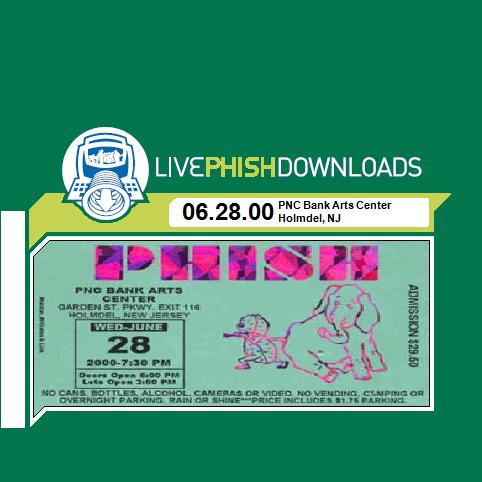 LIVEPHISHDOWNLOADS
06.28.00
PNC Bank Arts Center
Holmdel, NJ
PHISH
PNC BANK ARTS
CENTER
GARDEN ST. PKWY. EXIT 116
HOLMDEL, NEW JERSEY
WED-JUNE
28
2000-7:30 PM
Doors Open 6:00 PM
Lots Open 3:00 PM
ADMISSION $29.50
NO CANS, BOTTLES, ALCOHOL, CAMERAS OR VIDEO. NO VENDING, CAMPING OR
OVERNIGHT PARKING. RAIN OR SHINE***PRICE INCLUDES $1.75 PARKING.